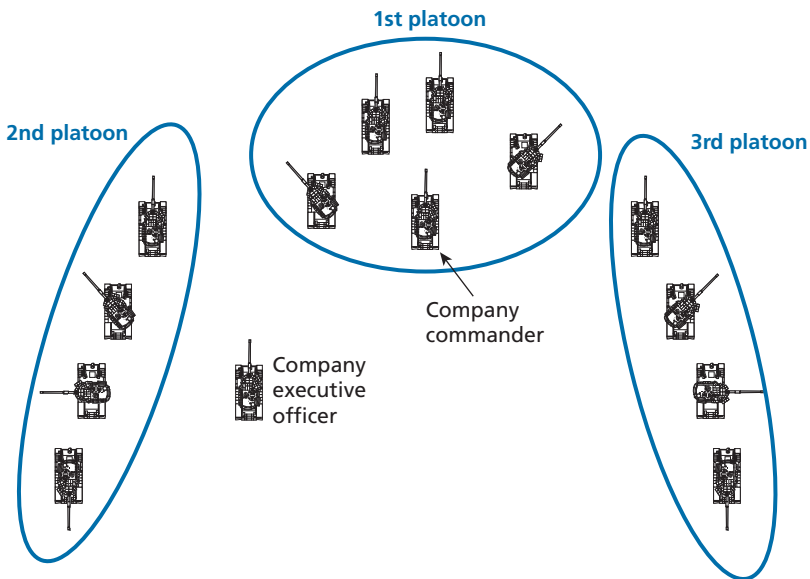 1st platoon
2nd platoon
3rd platoon
Company
commander
Company
executive
officer